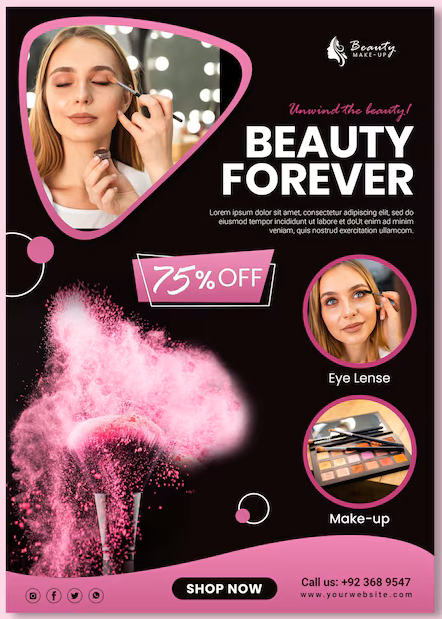 Beauty
MAKE-UP
Unwind the beauty!
BEAUTY
FOREVER
Lorem ipsum dolor sit amet, consectetur adipiscing elit, sed do
eiusmod tempor incididunt ut labore et doUt enim ad minim
veniam, quis nostrud exercitation ullamcom.
75% OFF
Eye Lense
Make-up
SHOP NOW
Call us: +92 368 9547
www.yourwebsite.com